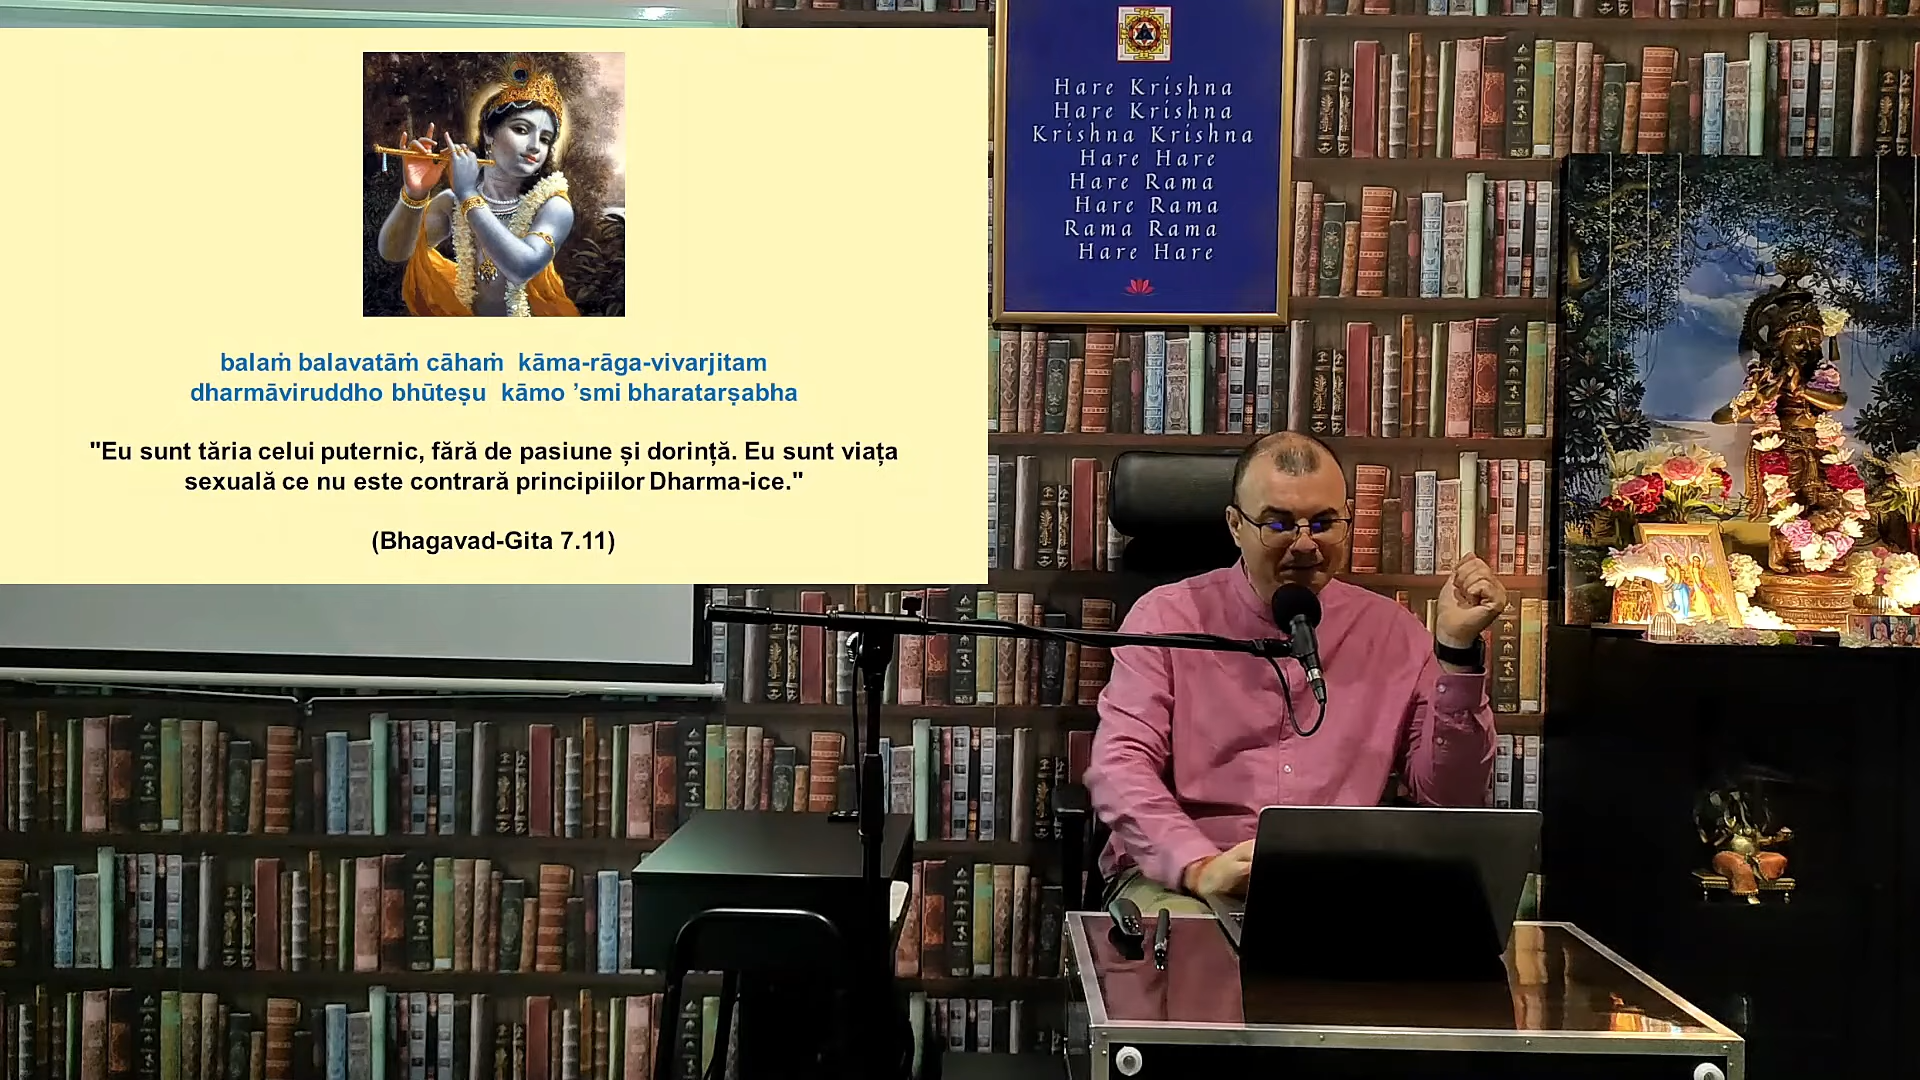 balaṁ balavatāṁ cāhaṁ kāma-rāga-vivarjitam
dharmāviruddho bhūteṣu kāmo ’smi bharatarṣabha
"Eu sunt tăria celui puternic, fără de pasiune și dorință. Eu sunt viața
sexuală ce nu este contrară principiilor Dharma-ice."
(Bhagavad-Gita 7.11)
Hare Krishna
Hare Krishna
Krishna Krishna
Hare Hare
Hare Rama
Hare Rama
Rama Rama
Hare Hare